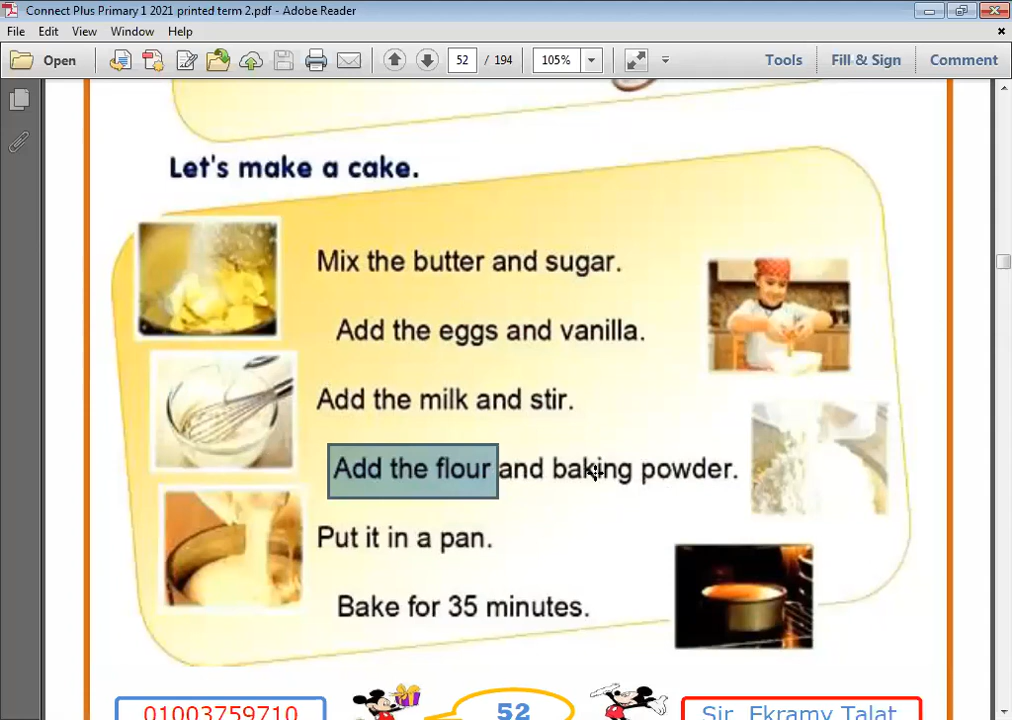 Connect Plus Primary 1 2021 printed term 2.pdf - Adobe Reader
File Edit View Window Help
Open 52 / 194 105% Tools Fill & Sign Comment
Let's make a cake.
Mix the butter and sugar.
Add the eggs and vanilla.
Add the milk and stir.
Add the flour and baking powder.
Put it in a pan.
Bake for 35 minutes.
01003759710 52 Sir. Ekramy Talat